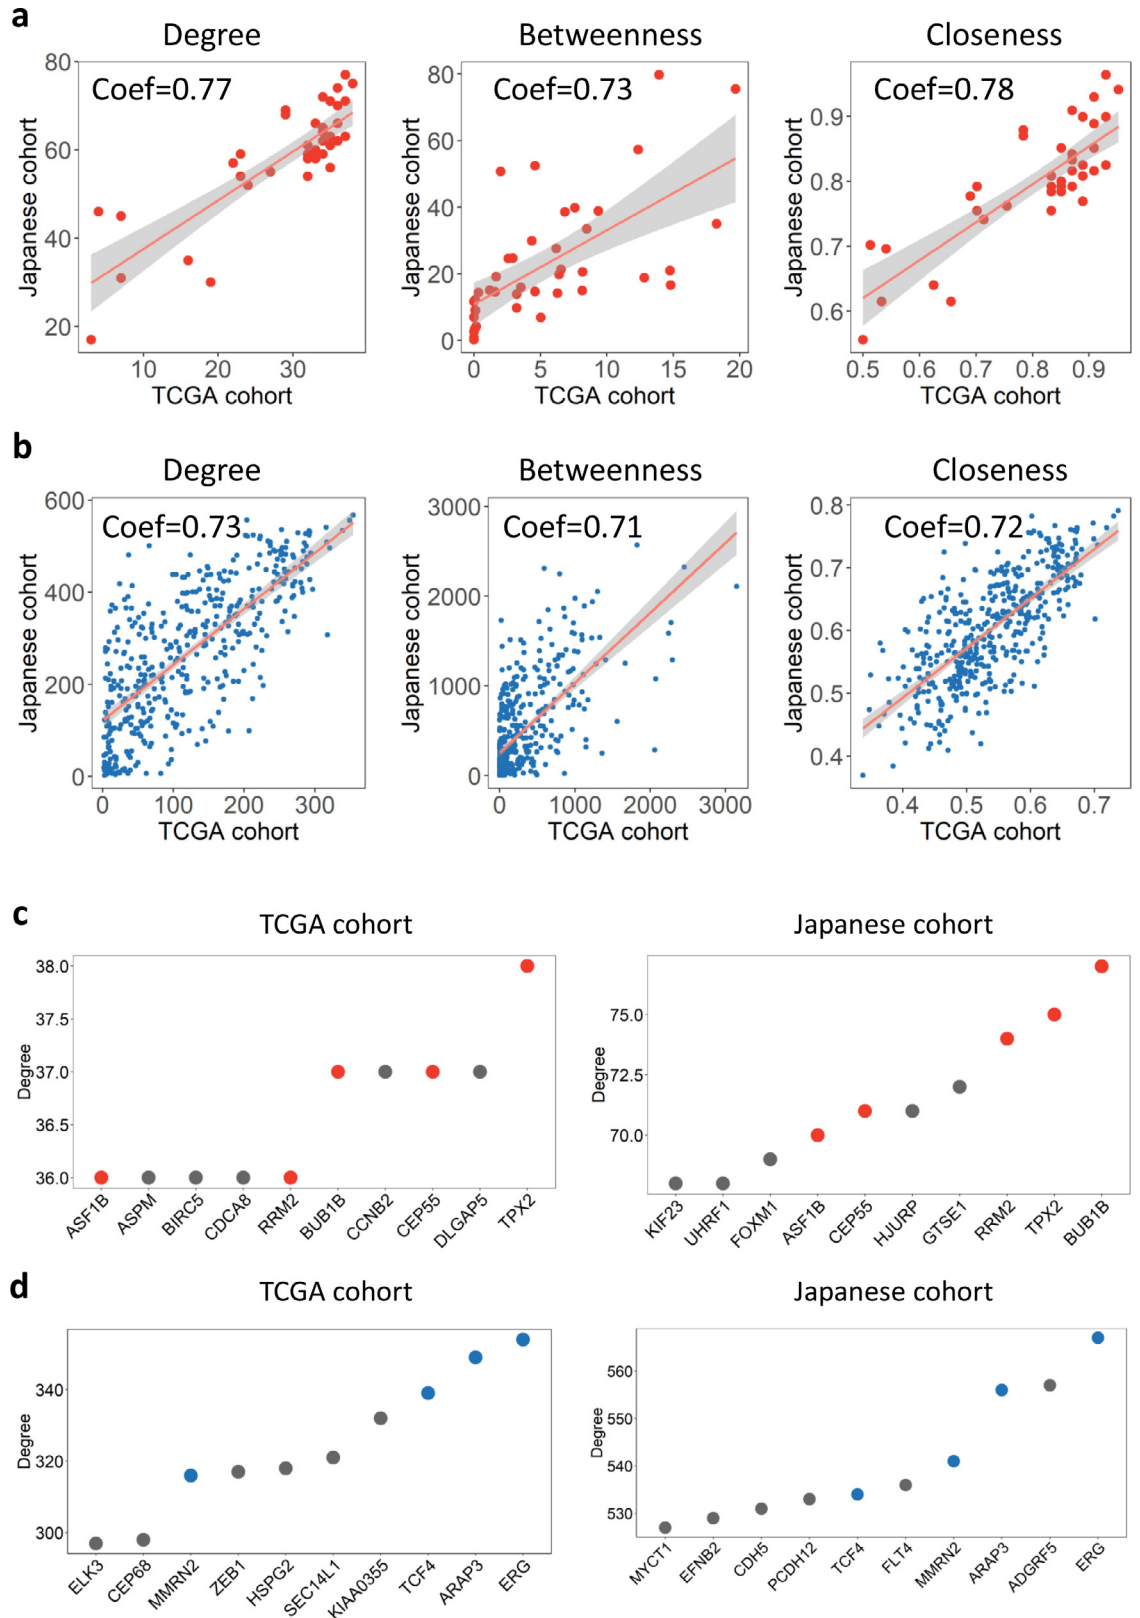 a
Degree
Betweenness
Closeness
Coef=0.77
Coef=0.73
Coef=0.78
80
60
40
20
Japanese cohort
10
20
30
TCGA cohort
80
60
40
20
0
Japanese cohort
0
5
10
15
20
TCGA cohort
0.9
0.8
0.7
0.6
Japanese cohort
0.5
0.6
0.7
0.8
0.9
TCGA cohort
b
Degree
Betweenness
Closeness
Coef=0.73
Coef=0.71
Coef=0.72
600
400
200
0
Japanese cohort
0
100
200
300
TCGA cohort
3000
2000
1000
0
Japanese cohort
0
1000
2000
3000
TCGA cohort
0.8
0.7
0.6
0.5
0.4
Japanese cohort
0.4
0.5
0.6
0.7
TCGA cohort
c
TCGA cohort
38.0
37.5
37.0
36.5
36.0
Degree
ASF1B
ASPM
BIRC5
CDCA8
RRM2
BUB1B
CCNB2
CEP55
DLGAP5
TPX2
Japanese cohort
75.0
72.5
70.0
Degree
KIF23
UHRF1
FOXM1
ASF1B
CEP55
HJURP
GTSE1
RRM2
TPX2
BUB1B
d
TCGA cohort
340
320
300
Degree
ELK3
CEP68
MMRN2
ZEB1
HSPG2
SEC14L1
KIAA0355
TCF4
ARAP3
ERG
Japanese cohort
560
550
540
530
Degree
MYCT1
EFNB2
CDH5
PCDH12
TCF4
FLT4
MMRN2
ARAP3
ADGRF5
ERG